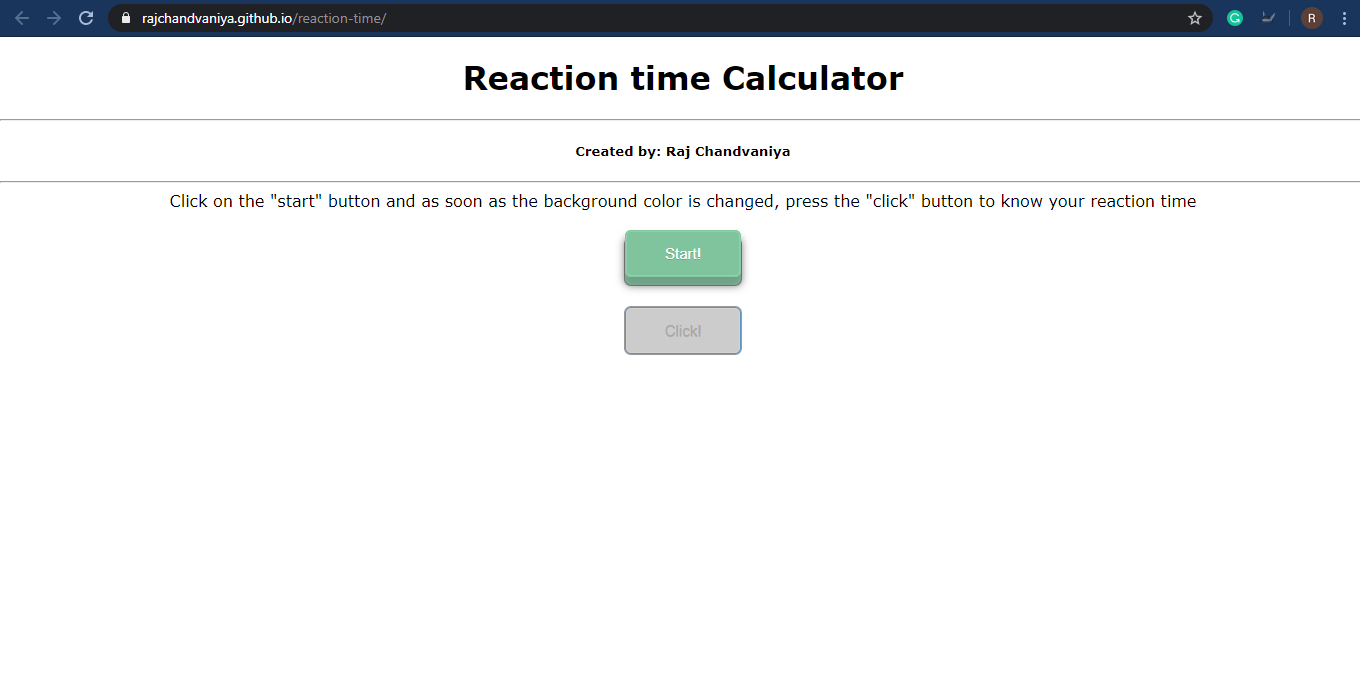 rajchandvaniya.github.io/reaction-time/
G
R
Reaction time Calculator
Created by: Raj Chandvaniya
Click on the "start" button and as soon as the background color is changed, press the "click" button to know your reaction time
Start!
Click!